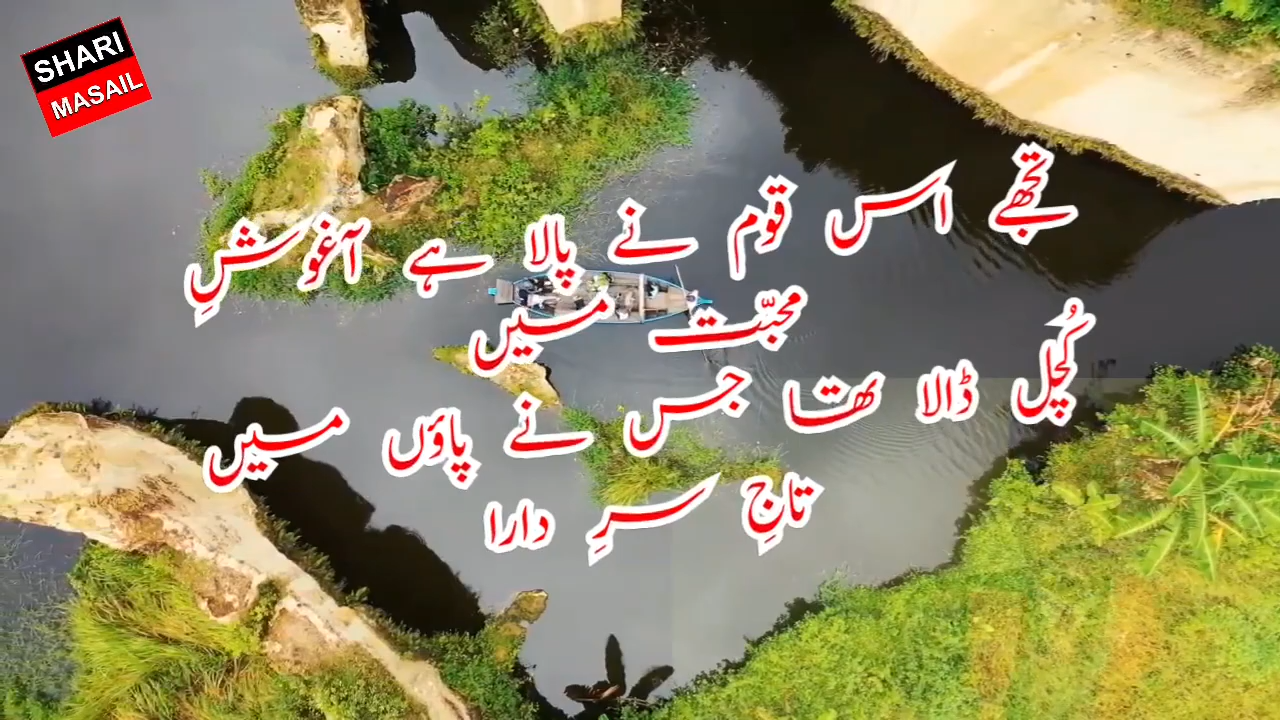 SHARI
MASAIL
تجھے اس قوم نے پالا ہے آغوشِ
محبّت میں
کُچل ڈالا تھا جس نے پاؤں میں
تاجِ سرِ دارا